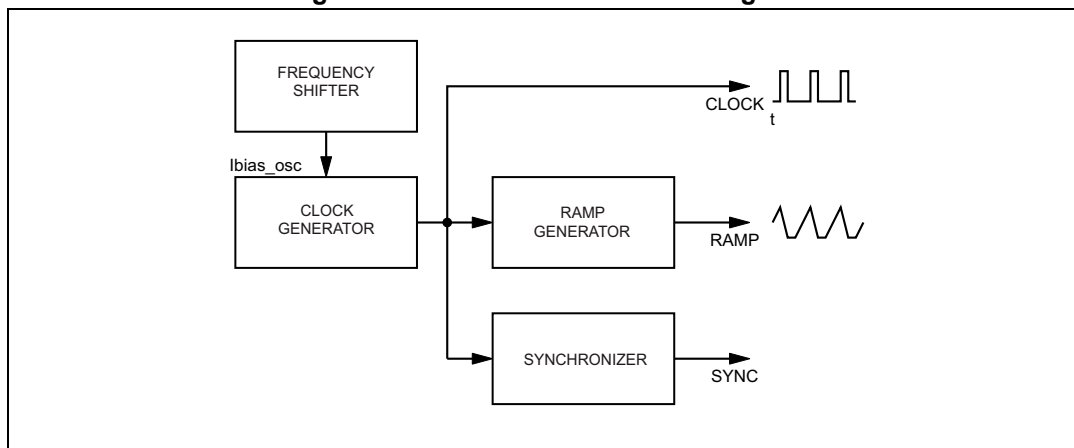 FREQUENCY
SHIFTER
CLOCK
t
Ibias_osc
CLOCK
GENERATOR
RAMP
GENERATOR
RAMP
SYNCHRONIZER
SYNC